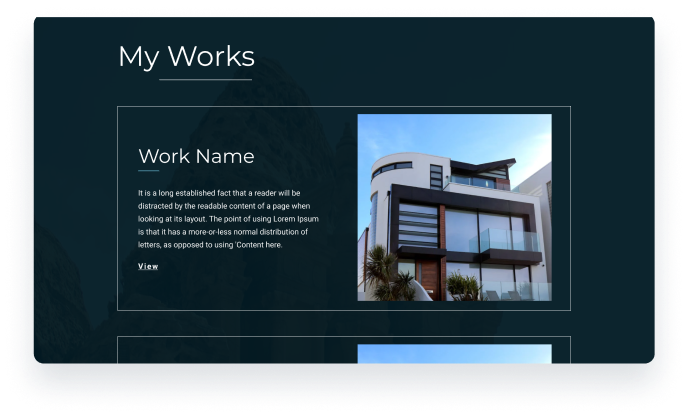 My Works
Work Name
It is a long established fact that a reader will be
distracted by the readable content of a page when
looking at its layout. The point of using Lorem Ipsum
is that it has a more-or-less normal distribution of
letters, as opposed to using 'Content here.
View